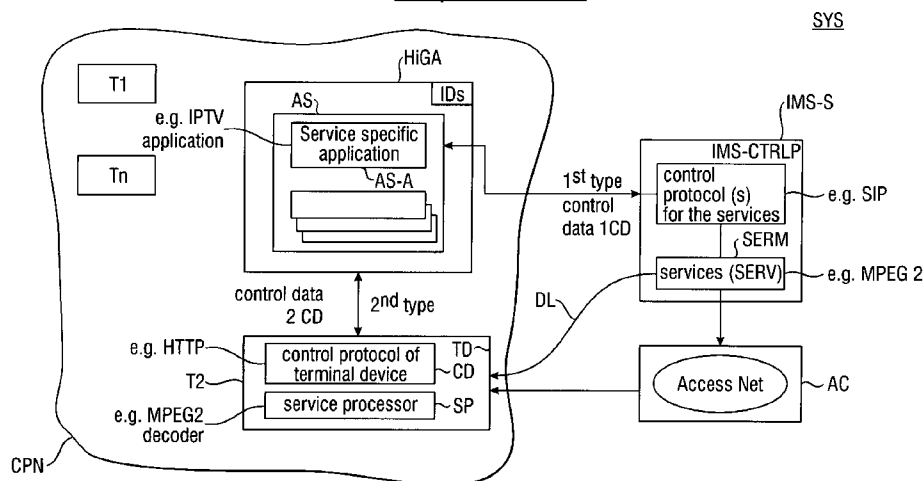 SYS
HiGA
IDs
T1
AS
e.g. IPTV
application
Service specific
application
AS-A
Tn
IMS-S
IMS-CTRLP
control
protocol (s)
for the services
e.g. SIP
1st type
control
data 1CD
SERM
services (SERV)
e.g. MPEG 2
control data
2 CD
2nd type
DL
e.g. HTTP
control protocol of
terminal device
TD
CD
T2
service processor
SP
e.g. MPEG2
decoder
Access Net
AC
CPN